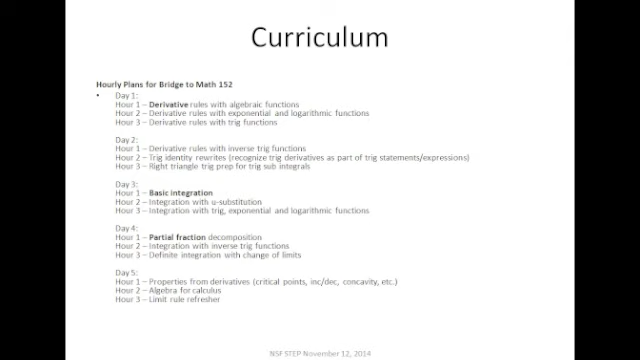 Curriculum
Hourly Plans for Bridge to Math 152
• Day 1:
Hour 1 – Derivative rules with algebraic functions
Hour 2 – Derivative rules with exponential and logarithmic functions
Hour 3 – Derivative rules with trig functions
Day 2:
Hour 1 – Derivative rules with inverse trig functions
Hour 2 – Trig identity rewrites (recognize trig derivatives as part of trig statements/expressions)
Hour 3 – Right triangle trig prep for trig sub integrals
Day 3:
Hour 1 – Basic integration
Hour 2 – Integration with u-substitution
Hour 3 – Integration with trig, exponential and logarithmic functions
Day 4:
Hour 1 – Partial fraction decomposition
Hour 2 – Integration with inverse trig functions
Hour 3 – Definite integration with change of limits
Day 5:
Hour 1 – Properties from derivatives (critical points, inc/dec, concavity, etc.)
Hour 2 – Algebra for calculus
Hour 3 – Limit rule refresher
NSF STEP November 12, 2014